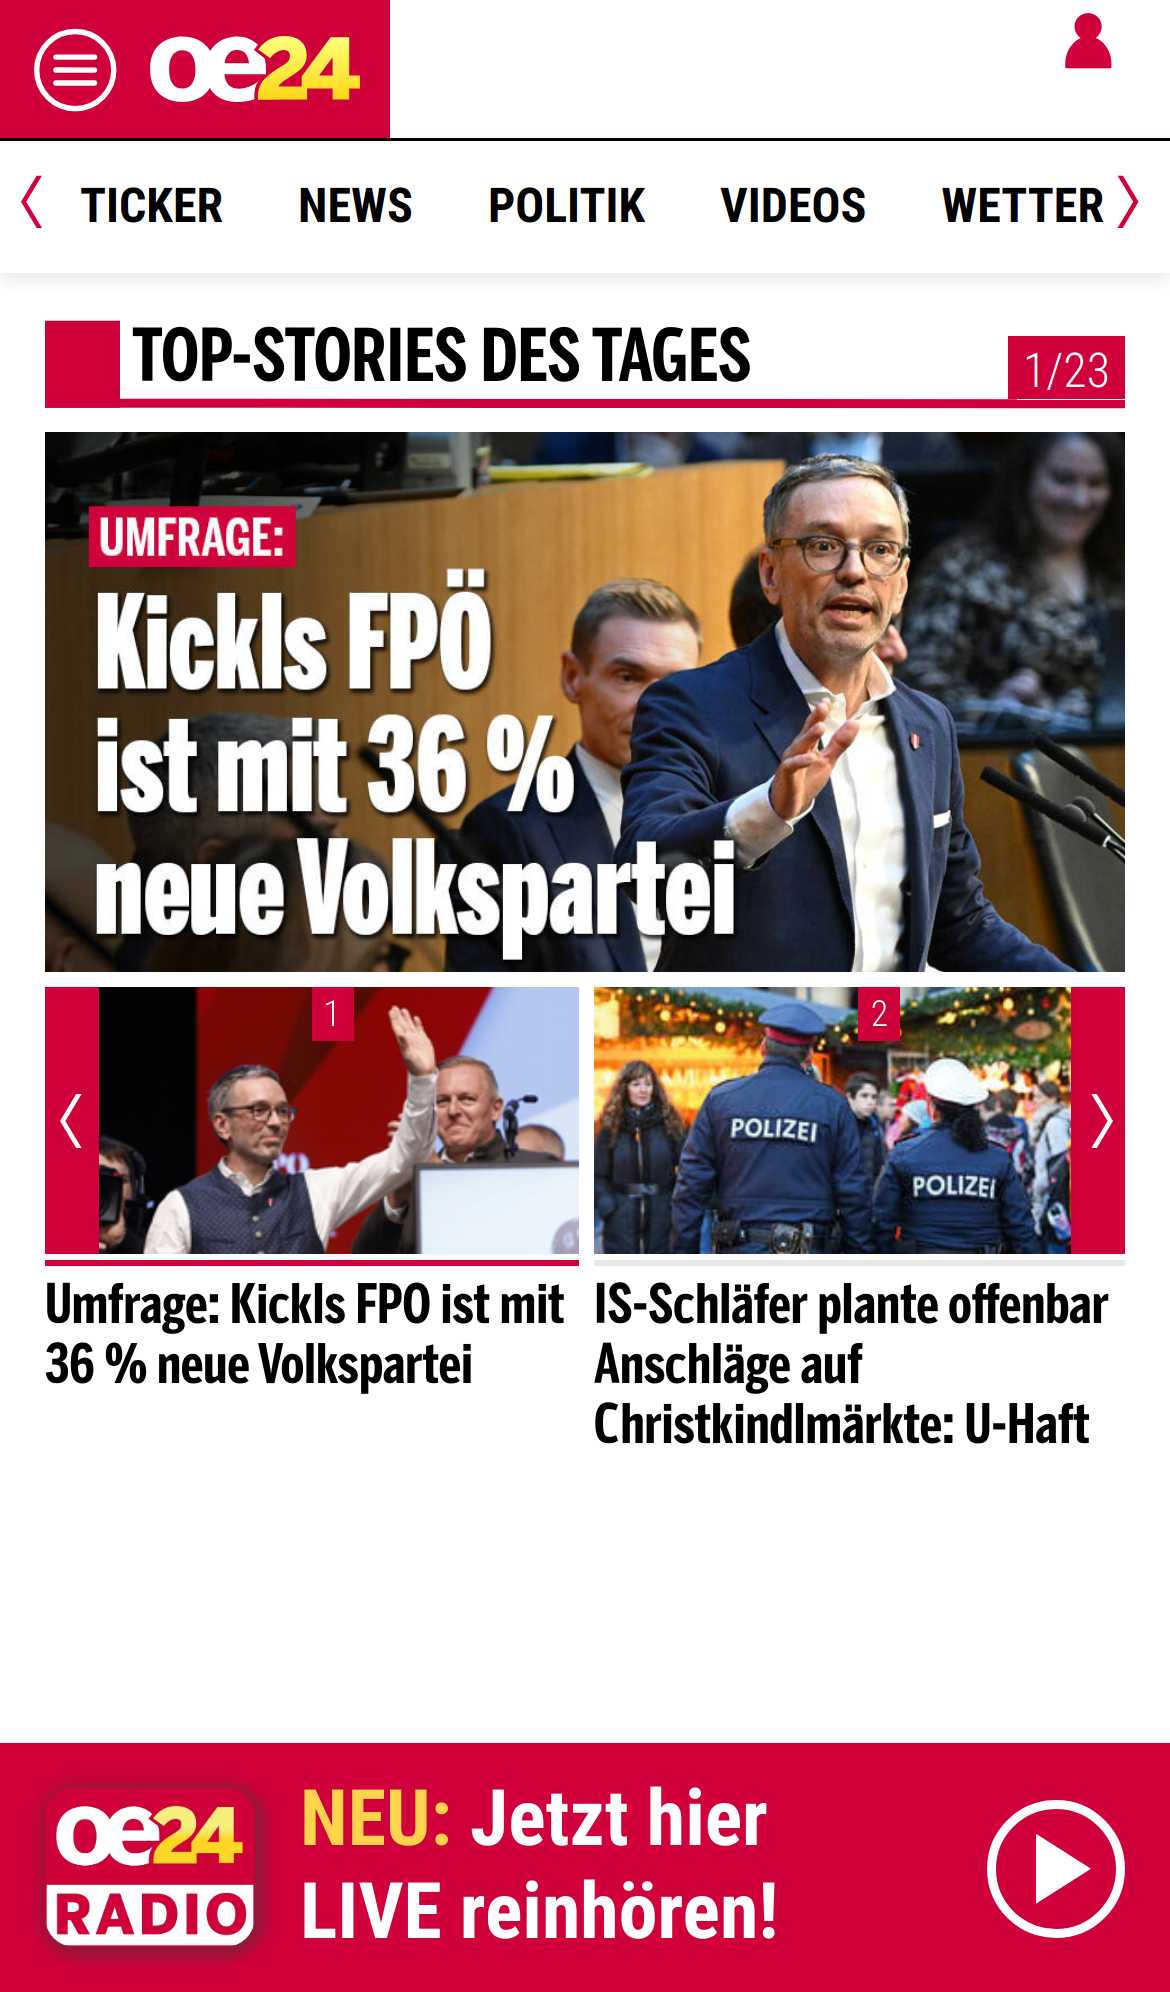 oe24
TICKER NEWS POLITIK VIDEOS WETTER
TOP-STORIES DES TAGES
1/23
UMFRAGE:
Kickls FPÖ
ist mit 36 %
neue Volkspartei
1
2
POLIZEI
POLIZEI
Umfrage: Kickls FPÖ ist mit
36 % neue Volkspartei
IS-Schläfer plante offenbar
Anschläge auf
Christkindlmärkte: U-Haft
oe24
RADIO
NEU: Jetzt hier
LIVE reinhören!